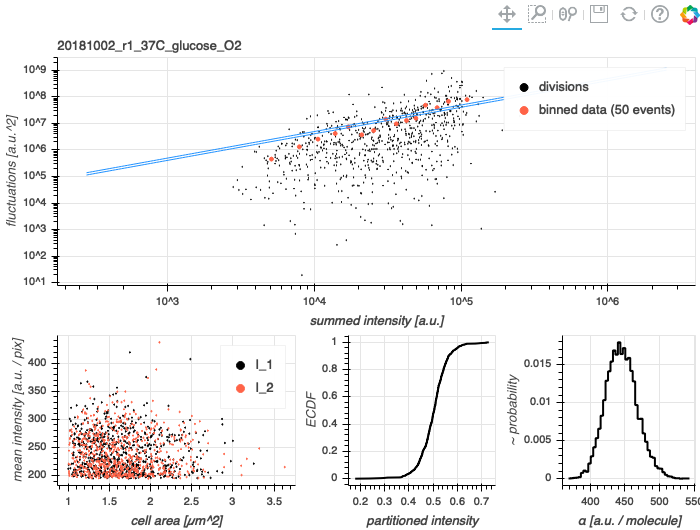 20181002_r1_37C_glucose_O2
fluctuations [a.u.^2]
10^9
10^8
10^7
10^6
10^5
10^4
10^3
10^2
10^1
divisions
binned data (50 events)
10^3 10^4 10^5 10^6
summed intensity [a.u.]
mean intensity [a.u. / pix]
400
350
300
250
200
I_1
I_2
1 1.5 2 2.5 3 3.5
cell area [µm^2]
ECDF
1
0.8
0.6
0.4
0.2
0
0.2 0.3 0.4 0.5 0.6 0.7
partitioned intensity
~ probability
0.015
0.01
0.005
0
400 450 500 550
α [a.u. / molecule]